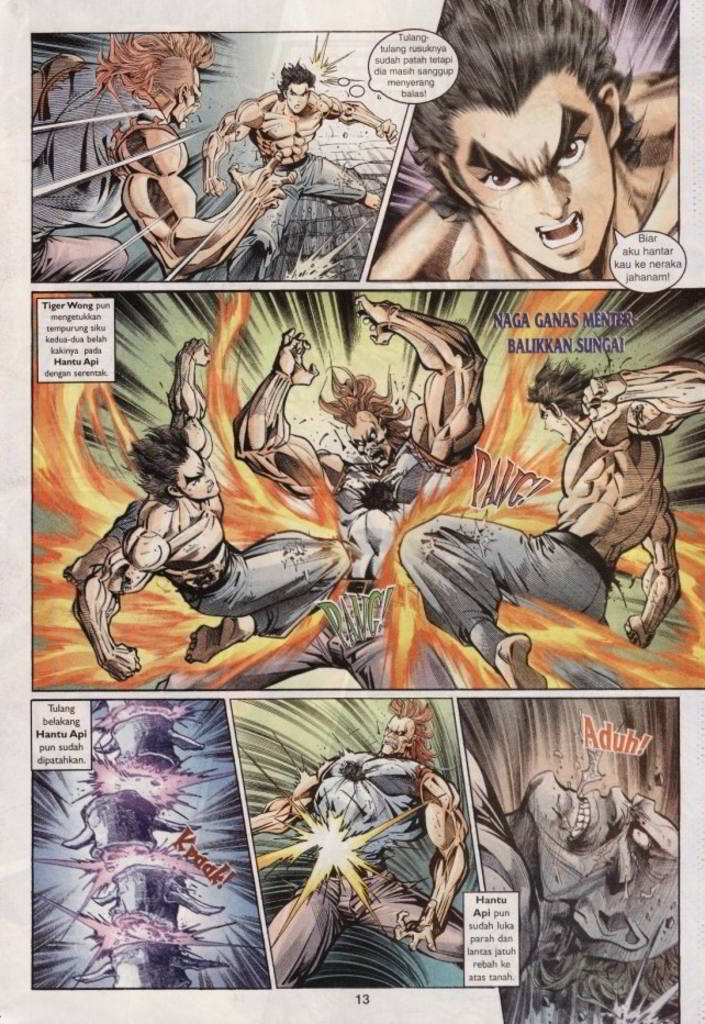 Tulang-
tulang rusuknya
sudah patah tetapi
dia masih sanggup
menyerang
balas!
Biar
aku hantar
kau ke neraka
jahanam!
Tiger Wong pun
mengetukkan
tempurung siku
kedua-dua belah
kakinya pada
Hantu Api
dengan serentak.
NAGA GANAS MENTER-
BALIKKAN SUNGAI
PANG!
PANG!
Tulang
belakang
Hantu Api
pun sudah
dipatahkan.
Kraak!
Aduh!
Hantu
Api pun
sudah luka
parah dan
lantas jatuh
rebah ke
atas tanah.
13